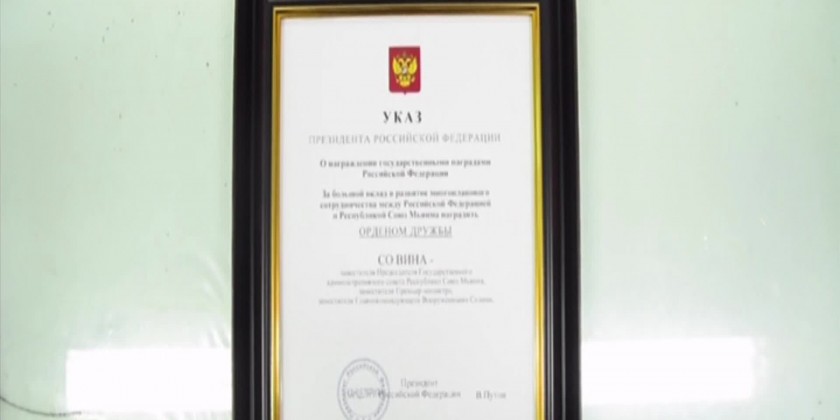 УКАЗ
ПРЕЗИДЕНТА РОССИЙСКОЙ ФЕДЕРАЦИИ
О награждении государственными наградами
Российской Федерации
За большой вклад в развитие многопланового
сотрудничества между Российской Федерацией
и Республикой Союз Мьянма наградить
ОРДЕНОМ ДРУЖБЫ
СО ВИНА -
заместителя Председателя Государственного
административного совета Республики Союз Мьянма,
заместителя Премьер-министра,
заместителя Главнокомандующего Вооруженными Силами.
Президент
Российской Федерации В.Путин